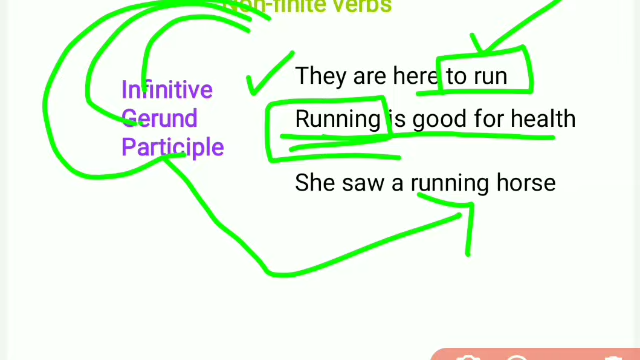 Non-finite verbs
They are here to run
Infinitive
Gerund
Running is good for health
Participle
She saw a running horse